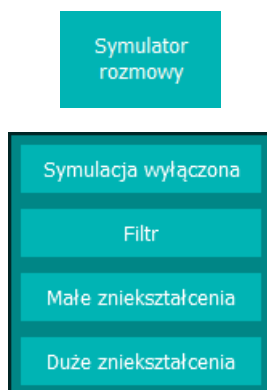 Symulator
rozmowy
Symulacja wyłączona
Filtr
Małe zniekształcenia
Duże zniekształcenia